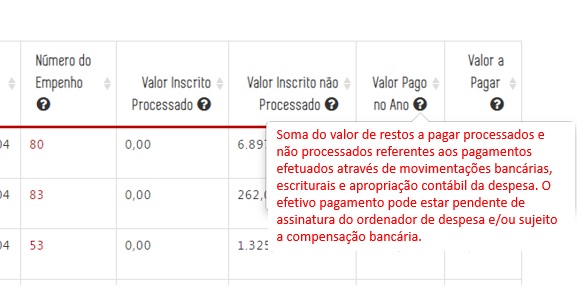 Número do Empenho
Valor Inscrito Processado
Valor Inscrito não Processado
Valor Pago no Ano
Valor a Pagar
Soma do valor de restos a pagar processados e
não processados referentes aos pagamentos
efetuados através de movimentações bancárias,
escriturais e apropriação contábil da despesa. O
efetivo pagamento pode estar pendente de
assinatura do ordenador de despesa e/ou sujeito
a compensação bancária.
04 80 0,00 6.897
04 83 0,00 262,0
04 53 0,00 1.325